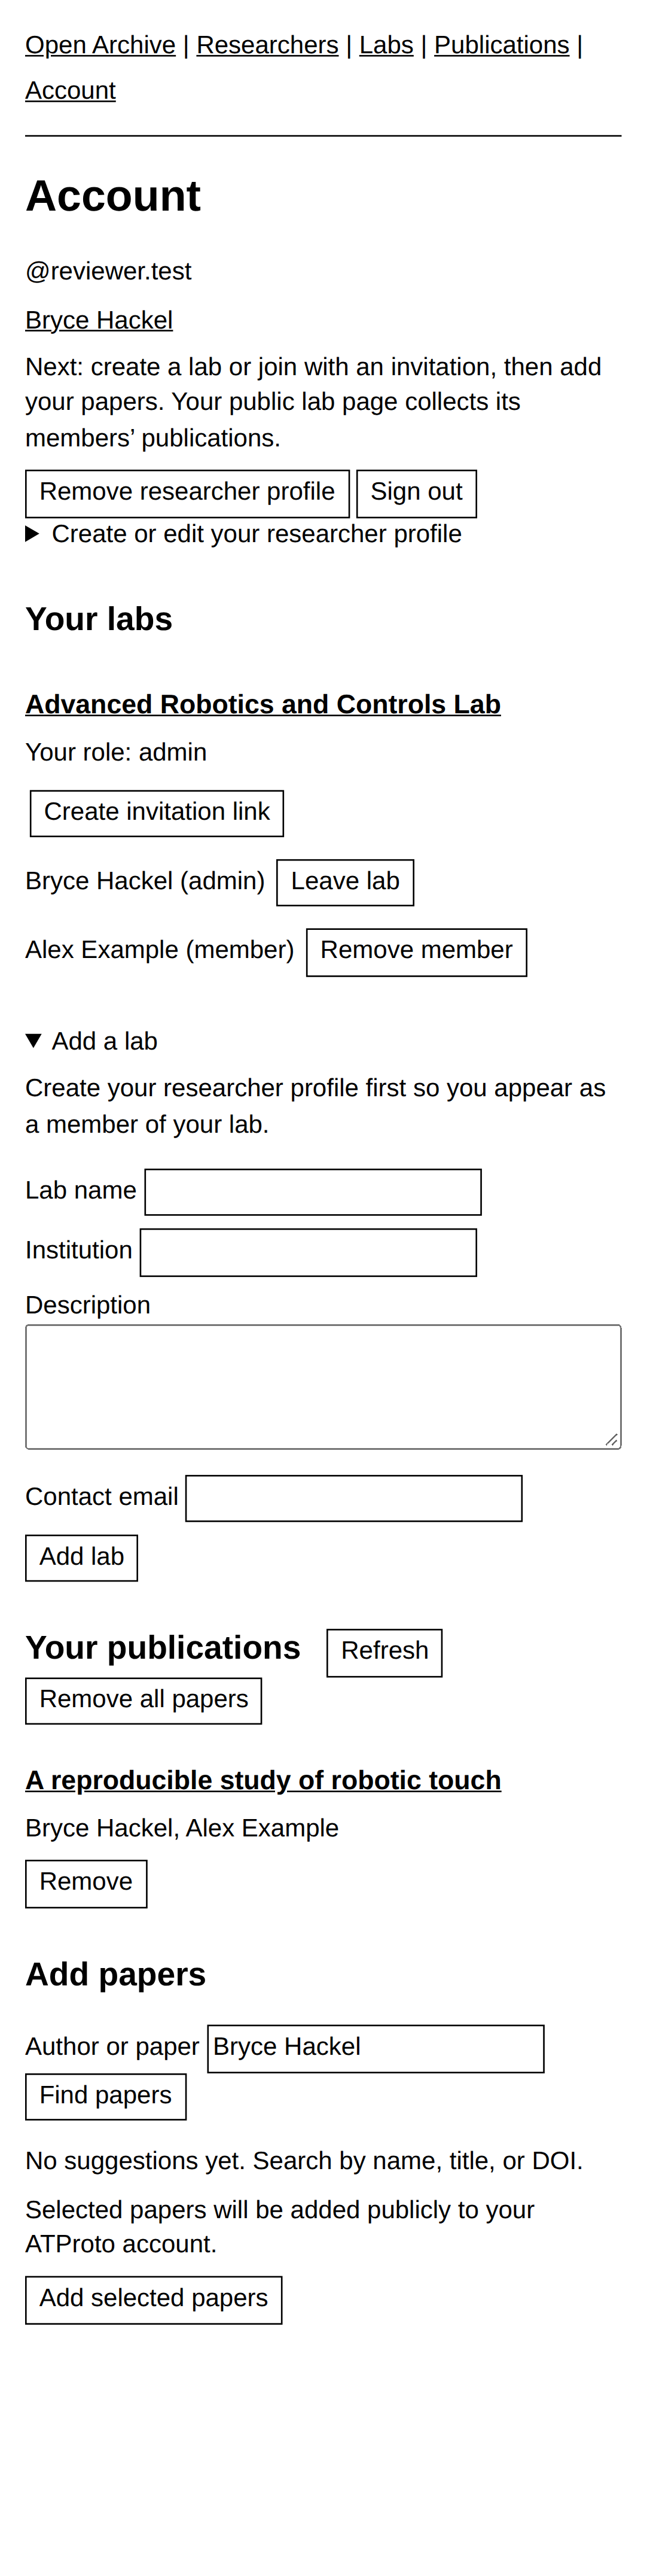 Open Archive | Researchers | Labs | Publications |
Account
Account
@reviewer.test
Bryce Hackel
Next: create a lab or join with an invitation, then add
your papers. Your public lab page collects its
members’ publications.
Remove researcher profile Sign out
Create or edit your researcher profile
Your labs
Advanced Robotics and Controls Lab
Your role: admin
Create invitation link
Bryce Hackel (admin) Leave lab
Alex Example (member) Remove member
Add a lab
Create your researcher profile first so you appear as
a member of your lab.
Lab name
Institution
Description
Contact email
Add lab
Your publications Refresh
Remove all papers
A reproducible study of robotic touch
Bryce Hackel, Alex Example
Remove
Add papers
Author or paper Bryce Hackel
Find papers
No suggestions yet. Search by name, title, or DOI.
Selected papers will be added publicly to your
ATProto account.
Add selected papers